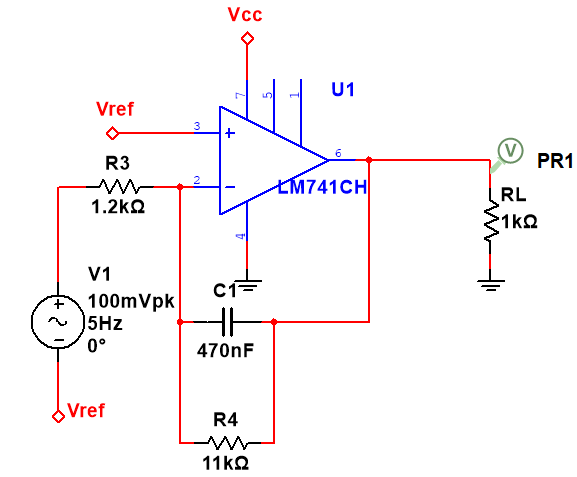 Vcc
U1
Vref
7
5
1
3
+
6
V
PR1
R3
2
−
LM741CH
RL
1.2kΩ
1kΩ
4
V1
C1
100mVpk
+
5Hz
−
0°
470nF
Vref
R4
11kΩ